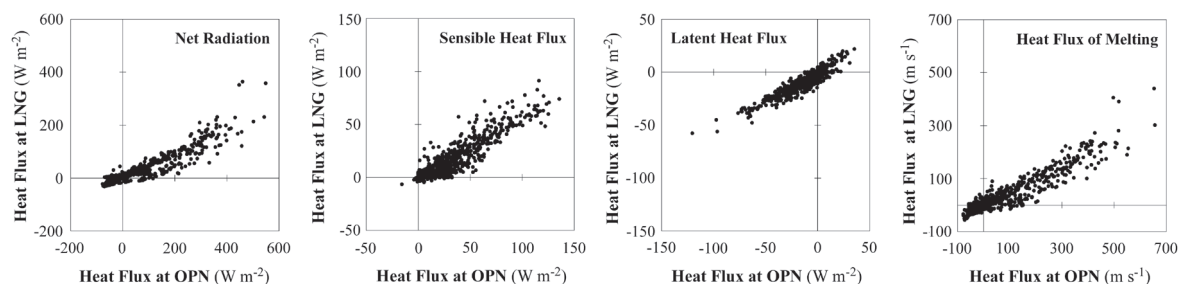 Net Radiation
Heat Flux at LNG (W m-2)
600
400
200
0
-200
-200 0 200 400 600
Heat Flux at OPN (W m-2)
Sensible Heat Flux
Heat Flux at LNG (W m-2)
150
100
50
0
-50
-50 0 50 100 150
Heat Flux at OPN (W m-2)
Latent Heat Flux
Heat Flux at LNG (W m-2)
50
0
-50
-100
-150
-150 -100 -50 0 50
Heat Flux at OPN (W m-2)
Heat Flux of Melting
Heat Flux at LNG (m s-1)
700
500
300
100
-100
-100 100 300 500 700
Heat Flux at OPN (m s-1)